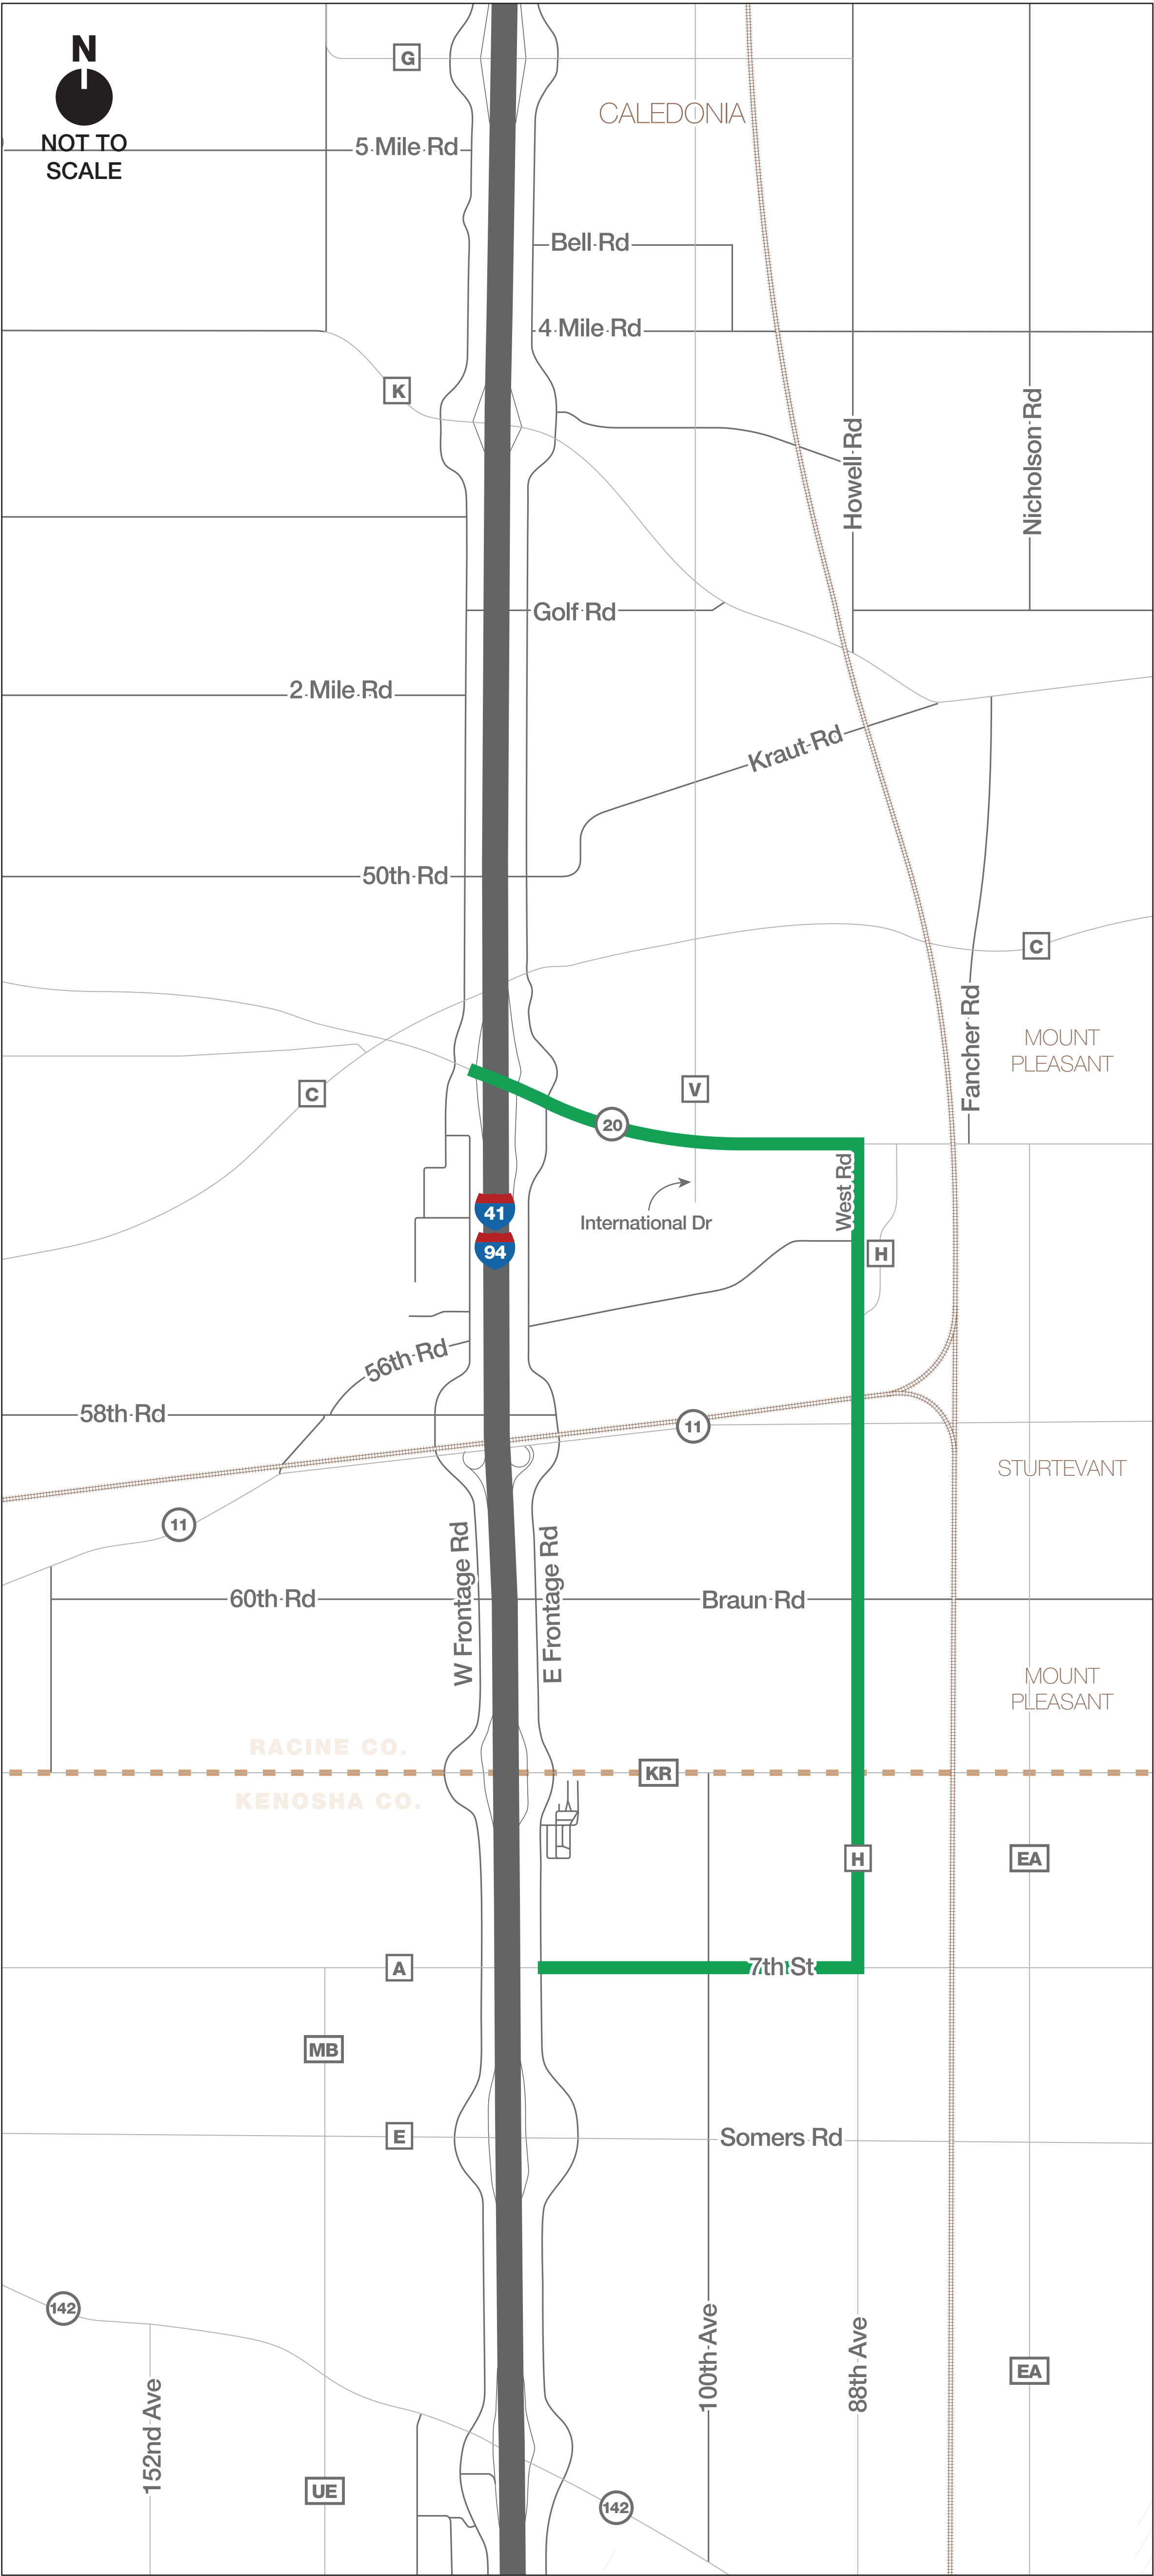 N
NOT TO
SCALE
G
CALEDONIA
5 Mile Rd
Bell Rd
4 Mile Rd
K
Howell Rd
Nicholson Rd
Golf Rd
2 Mile Rd
Kraut Rd
50th Rd
C
Fancher Rd
MOUNT
PLEASANT
C
V
20
West Rd
41
International Dr
94
H
56th Rd
58th Rd
11
STURTEVANT
11
W Frontage Rd
E Frontage Rd
60th Rd
Braun Rd
MOUNT
PLEASANT
RACINE CO.
KR
KENOSHA CO.
H
EA
A
7th St
MB
E
Somers Rd
142
100th Ave
88th Ave
EA
152nd Ave
UE
142